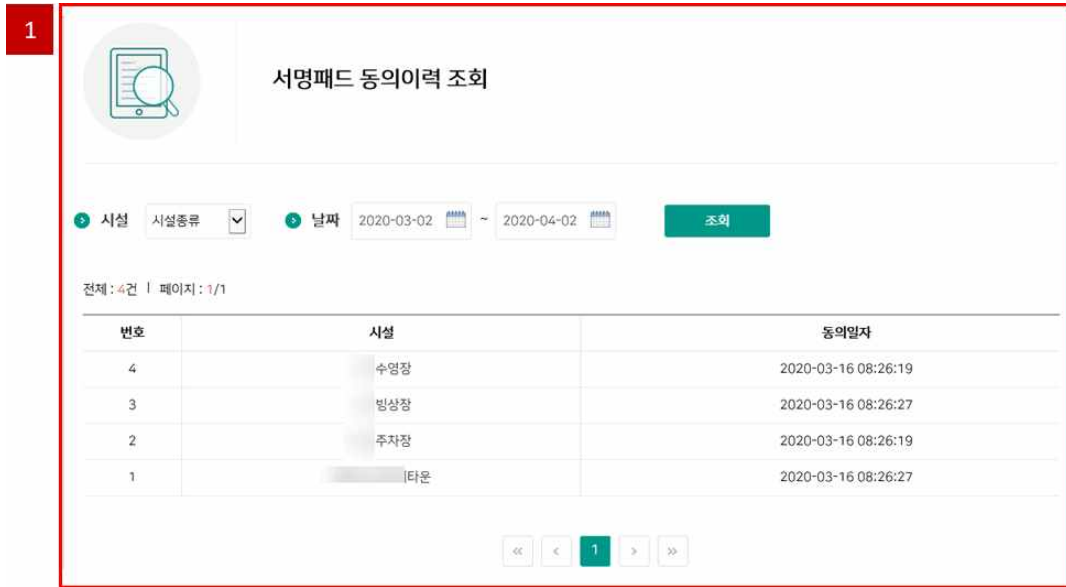 1
서명패드 동의이력 조회
시설 시설종류 날짜 2020-03-02 ~ 2020-04-02 조회
전체 : 4건 | 페이지 : 1/1
번호 시설 동의일자
4 수영장 2020-03-16 08:26:19
3 빙상장 2020-03-16 08:26:27
2 주차장 2020-03-16 08:26:19
1 타운 2020-03-16 08:26:27
« < 1 > »